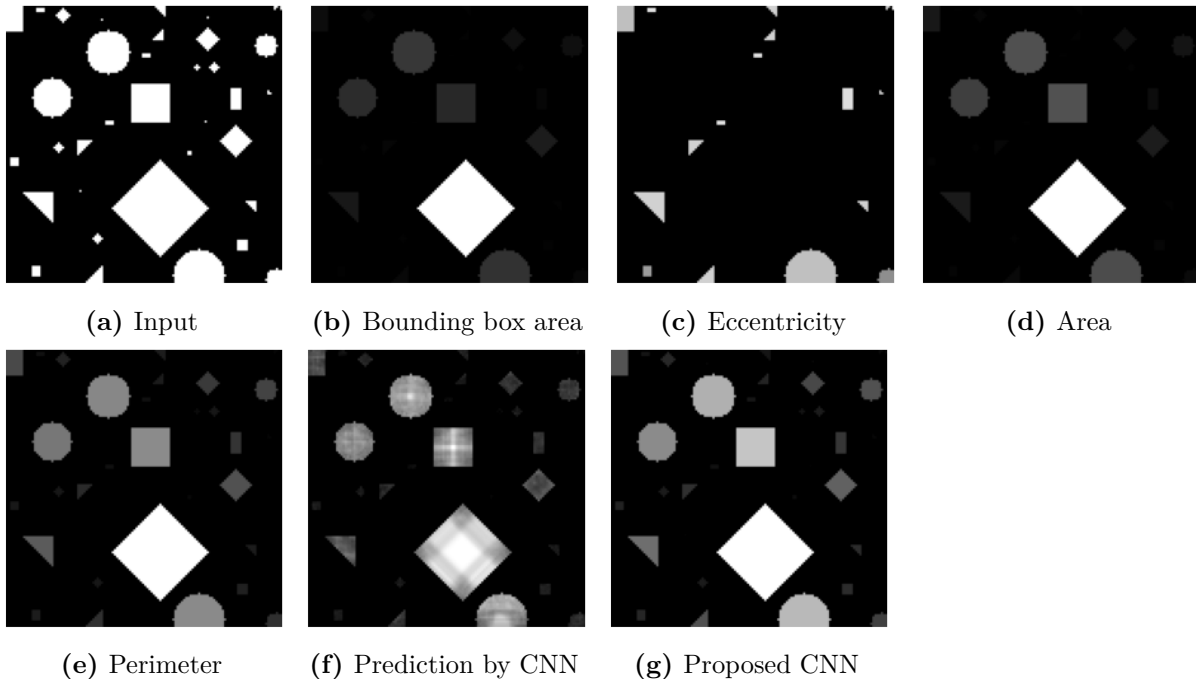 (a) Input
(b) Bounding box area
(c) Eccentricity
(d) Area
(e) Perimeter
(f) Prediction by CNN
(g) Proposed CNN